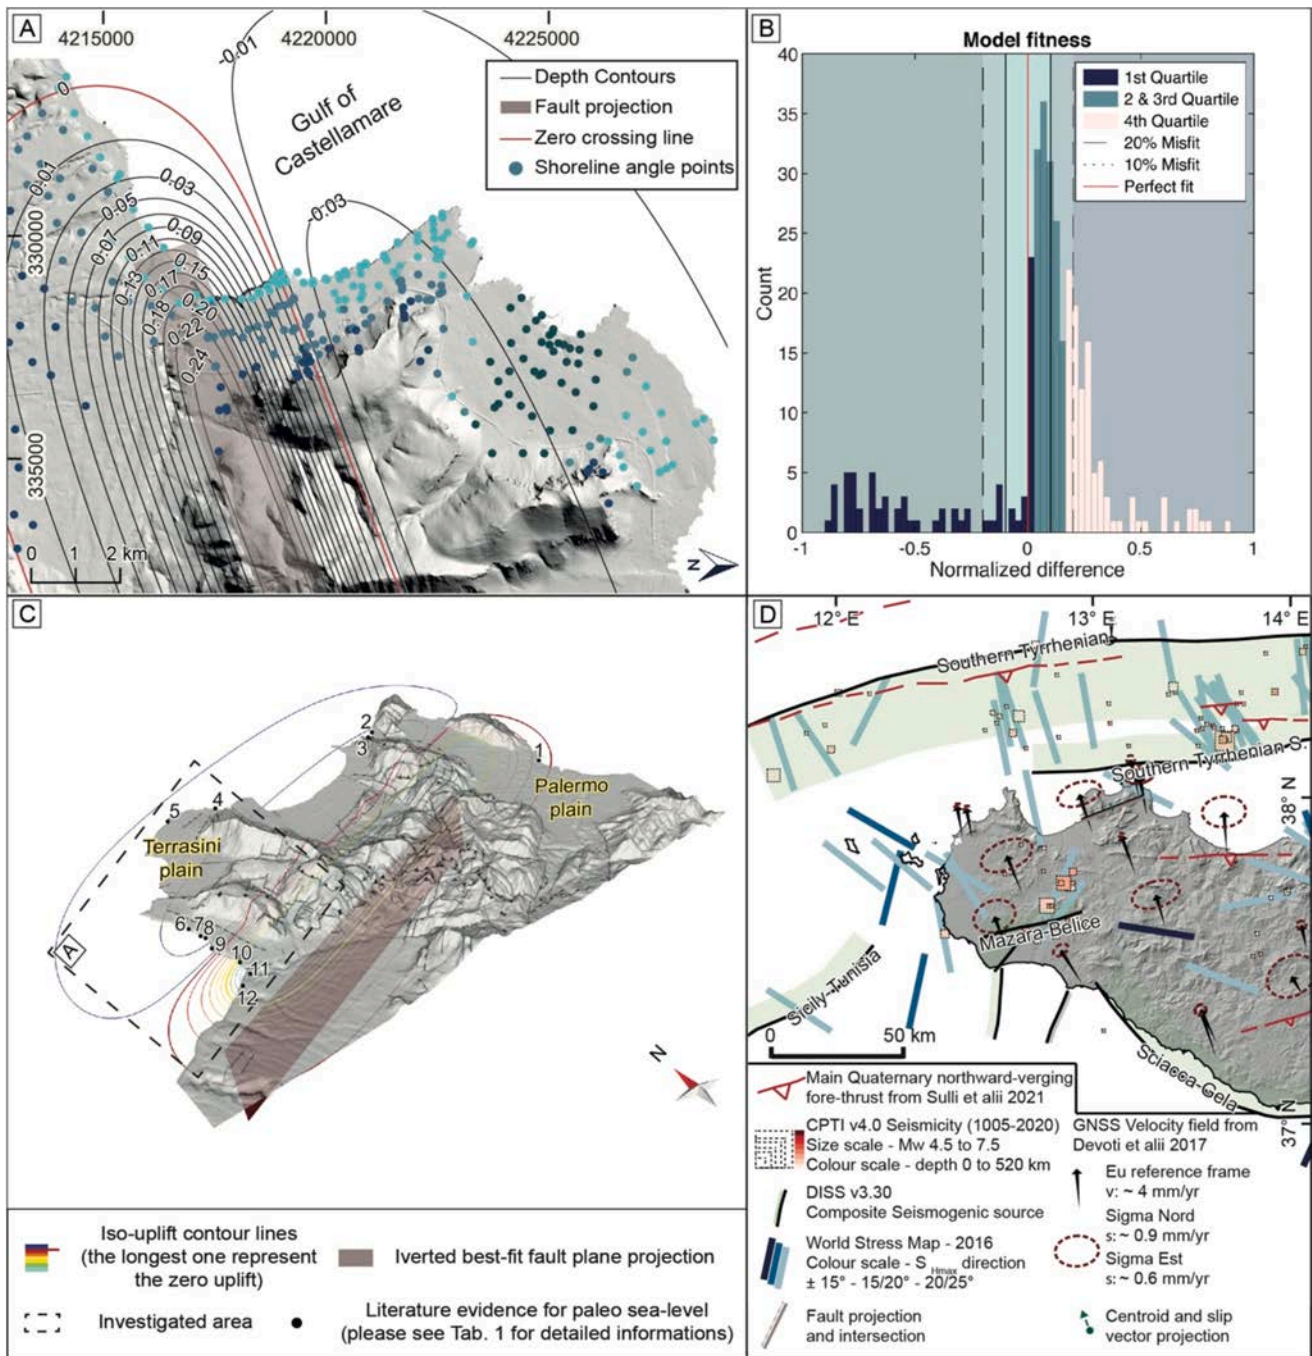 A
4215000
4220000
4225000
-0.01
0
Gulf of
Castellamare
Depth Contours
Fault projection
Zero crossing line
Shoreline angle points
0.01
0.03
0.05
0.07
0.09
0.11
0.13
0.15
0.17
0.18
0.20
0.22
0.24
-0.03
3300000
335000
0 1 2 km
N
B
Model fitness
40
35
30
25
20
15
10
5
0
Count
-1
-0.5
0
0.5
1
Normalized difference
1st Quartile
2 & 3rd Quartile
4th Quartile
20% Misfit
10% Misfit
Perfect fit
C
1
2
3
4
5
6
7
8
9
10
11
12
Palermo
plain
Terrasini
plain
A
N
Iso-uplift contour lines
(the longest one represent
the zero uplift)
Iverted best-fit fault plane projection
Investigated area
Literature evidence for paleo sea-level
(please see Tab. 1 for detailed informations)
D
12° E
13° E
14° E
Southern Tyrrhenian
Southern Tyrrhenian S.
38° N
Mazara-Belice
Sicily-Tunisia
Sciacca-Gela
37° N
0 50 km
Main Quaternary northward-verging
fore-thrust from Sulli et alii 2021
CPTI v4.0 Seismicity (1005-2020)
Size scale - Mw 4.5 to 7.5
Colour scale - depth 0 to 520 km
DISS v3.30
Composite Seismogenic source
World Stress Map - 2016
Colour scale - S Hmax direction
± 15° - 15/20° - 20/25°
Fault projection
and intersection
GNSS Velocity field from
Devoti et alii 2017
Eu reference frame
v: ~ 4 mm/yr
Sigma Nord
s: ~ 0.9 mm/yr
Sigma Est
s: ~ 0.6 mm/yr
Centroid and slip
vector projection